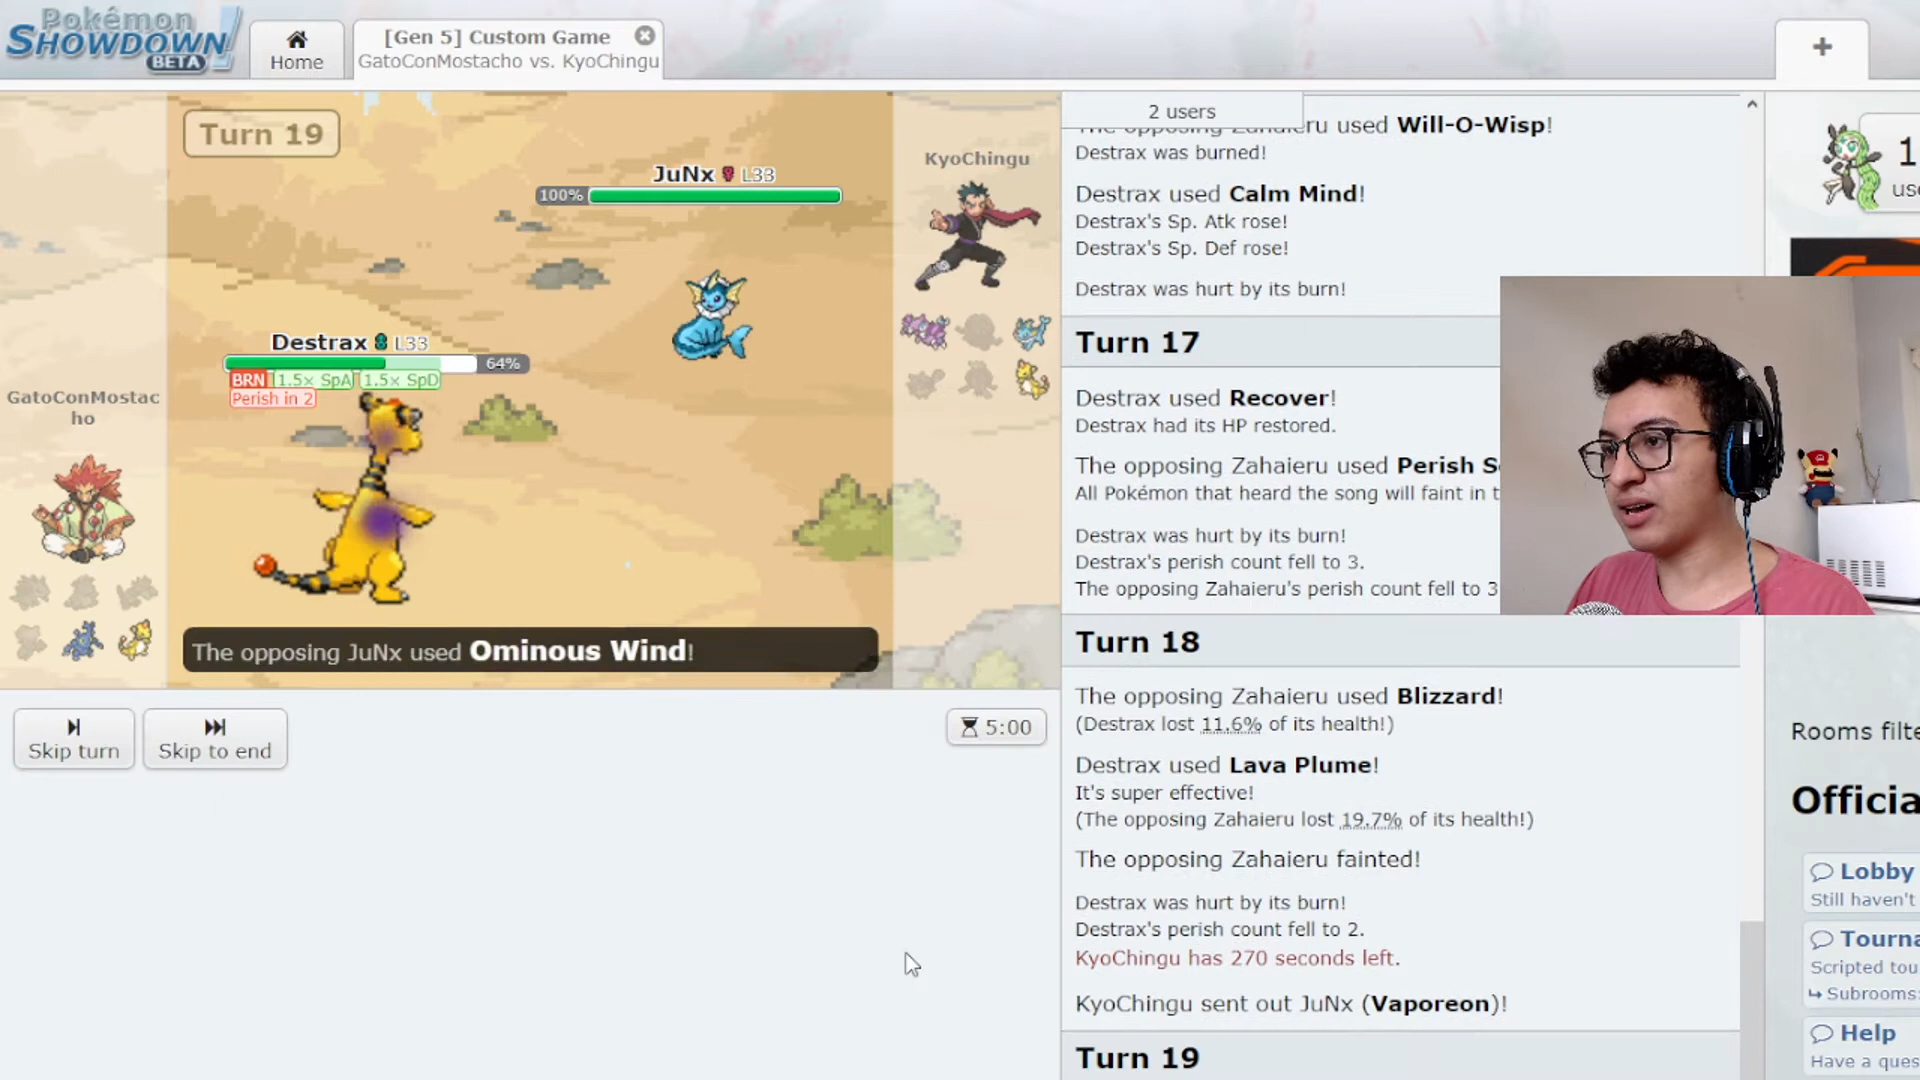 Pokémon
SHOWDOWN!
BETA
Home
[Gen 5] Custom Game
GatoConMostacho vs. KyoChingu
+
Turn 19
JuNx L33
100%
Destrax L33
64%
BRN 1.5× SpA 1.5× SpD
Perish in 2
GatoConMostac
ho
KyoChingu
The opposing JuNx used Ominous Wind!
Skip turn
Skip to end
5:00
2 users
The opposing Zahaieru used Will-O-Wisp!
Destrax was burned!
Destrax used Calm Mind!
Destrax's Sp. Atk rose!
Destrax's Sp. Def rose!
Destrax was hurt by its burn!
Turn 17
Destrax used Recover!
Destrax had its HP restored.
The opposing Zahaieru used Perish S
All Pokémon that heard the song will faint in t
Destrax was hurt by its burn!
Destrax's perish count fell to 3.
The opposing Zahaieru's perish count fell to 3
Turn 18
The opposing Zahaieru used Blizzard!
(Destrax lost 11.6% of its health!)
Destrax used Lava Plume!
It's super effective!
(The opposing Zahaieru lost 19.7% of its health!)
The opposing Zahaieru fainted!
Destrax was hurt by its burn!
Destrax's perish count fell to 2.
KyoChingu has 270 seconds left.
KyoChingu sent out JuNx (Vaporeon)!
Turn 19
1
use
Rooms filte
Officia
Lobby
Still haven't
Tourna
Scripted tou
↳ Subrooms:
Help
Have a ques